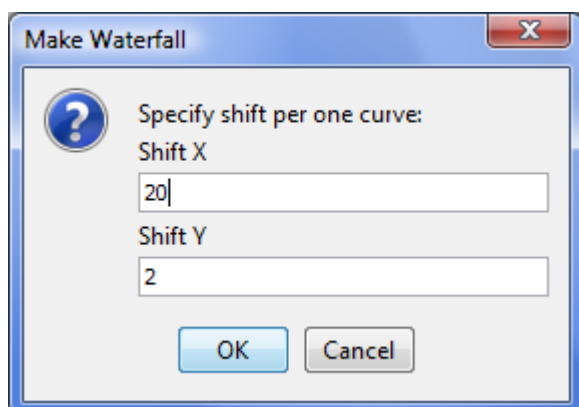 Make Waterfall
Specify shift per one curve:
Shift X
20
Shift Y
2
OK Cancel